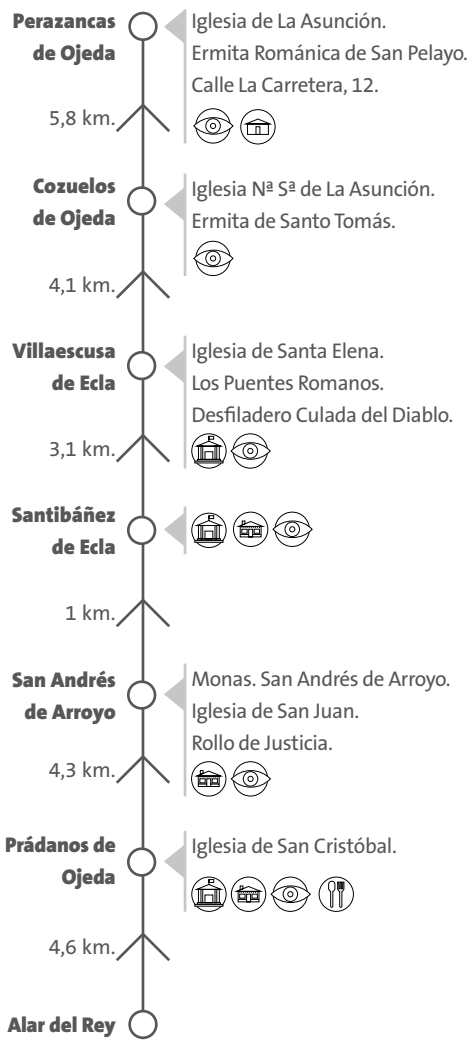 Perazancas
de Ojeda
Iglesia de La Asunción.
Ermita Románica de San Pelayo.
Calle La Carretera, 12.
5,8 km.
Cozuelos
de Ojeda
Iglesia Nª Sª de La Asunción.
Ermita de Santo Tomás.
4,1 km.
Villaescusa
de Ecla
Iglesia de Santa Elena.
Los Puentes Romanos.
Desfiladero Culada del Diablo.
3,1 km.
Santibáñez
de Ecla
1 km.
San Andrés
de Arroyo
Monas. San Andrés de Arroyo.
Iglesia de San Juan.
Rollo de Justicia.
4,3 km.
Prádanos de
Ojeda
Iglesia de San Cristóbal.
4,6 km.
Alar del Rey